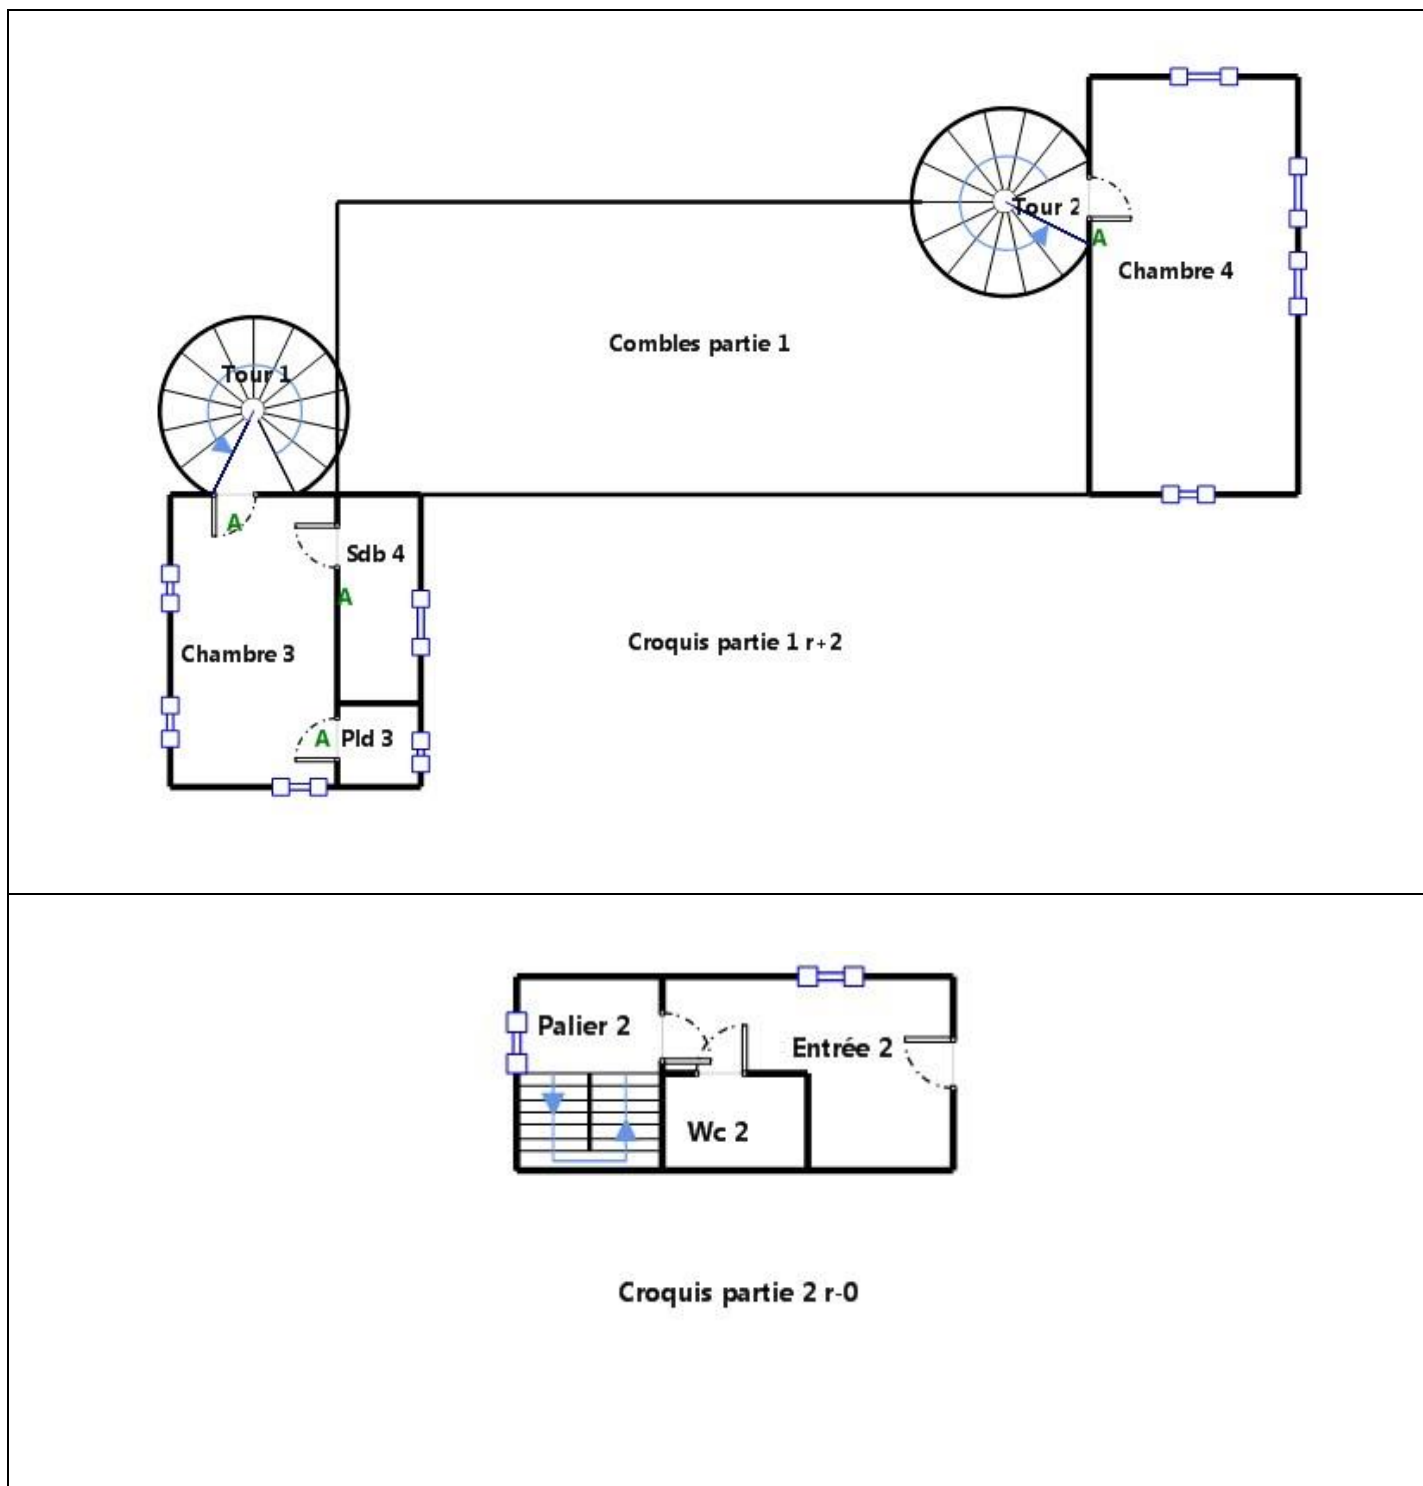 Tour 2
A
Chambre 4
Combles partie 1
Tour 1
A
Sdb 4
A
Croquis partie 1 r+2
Chambre 3
A Pld 3
Palier 2
Entrée 2
Wc 2
Croquis partie 2 r-0